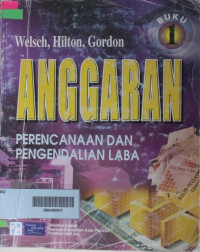 BUKU
1
Welsch, Hilton, Gordon
ANGGARAN
PERENCANAAN DAN
PENGENDALIAN LABA